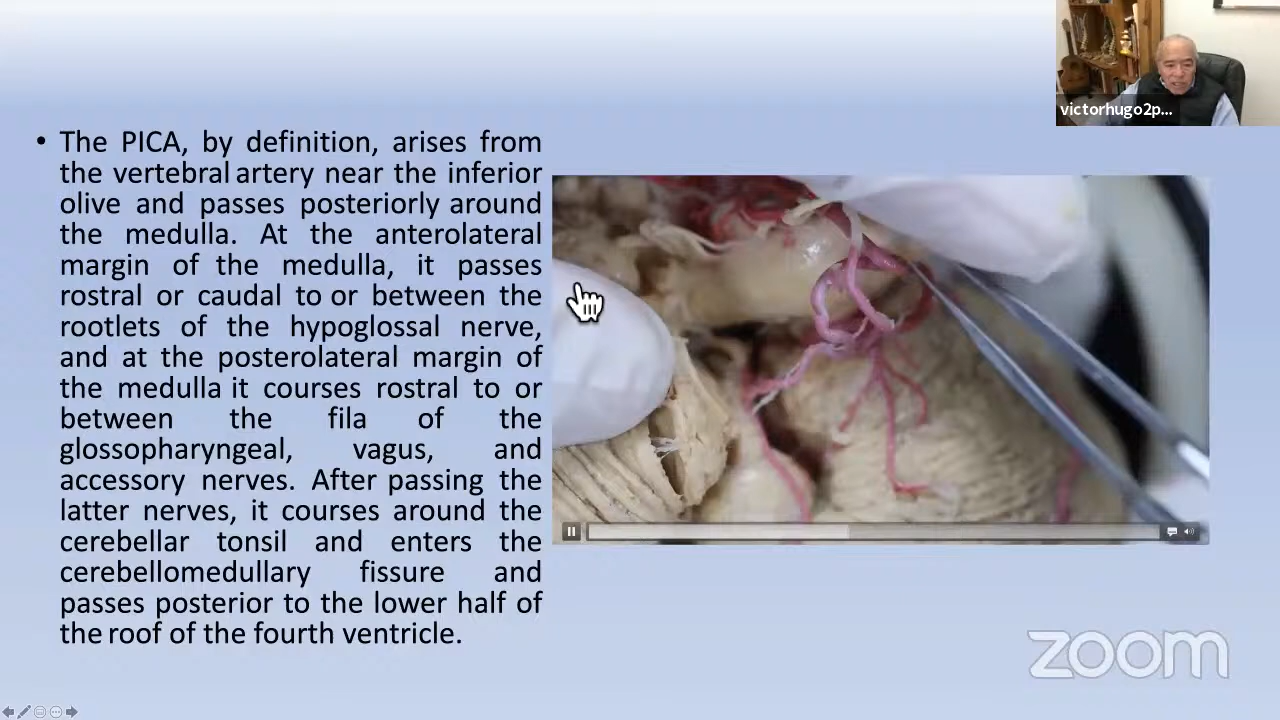 victorhugo2p...
• The PICA, by definition, arises from
the vertebral artery near the inferior
olive and passes posteriorly around
the medulla. At the anterolateral
margin of the medulla, it passes
rostral or caudal to or between the
rootlets of the hypoglossal nerve,
and at the posterolateral margin of
the medulla it courses rostral to or
between the fila of the
glossopharyngeal, vagus, and
accessory nerves. After passing the
latter nerves, it courses around the
cerebellar tonsil and enters the
cerebellomedullary fissure and
passes posterior to the lower half of
the roof of the fourth ventricle.
zoom